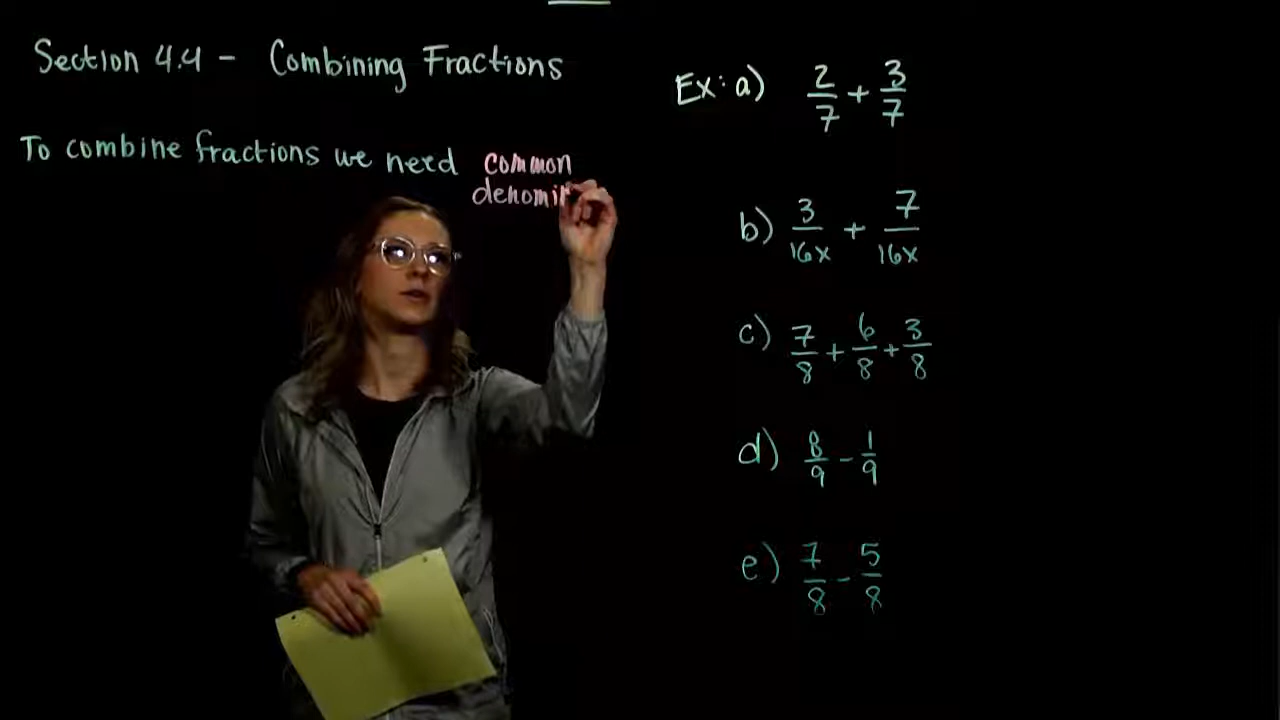 Section 4.4 - Combining Fractions
To combine fractions we need common
denomin
Ex: a) 2/7 + 3/7
b) 3/16x + 7/16x
c) 7/8 + 6/8 + 3/8
d) 8/9 - 1/9
e) 7/8 - 5/8